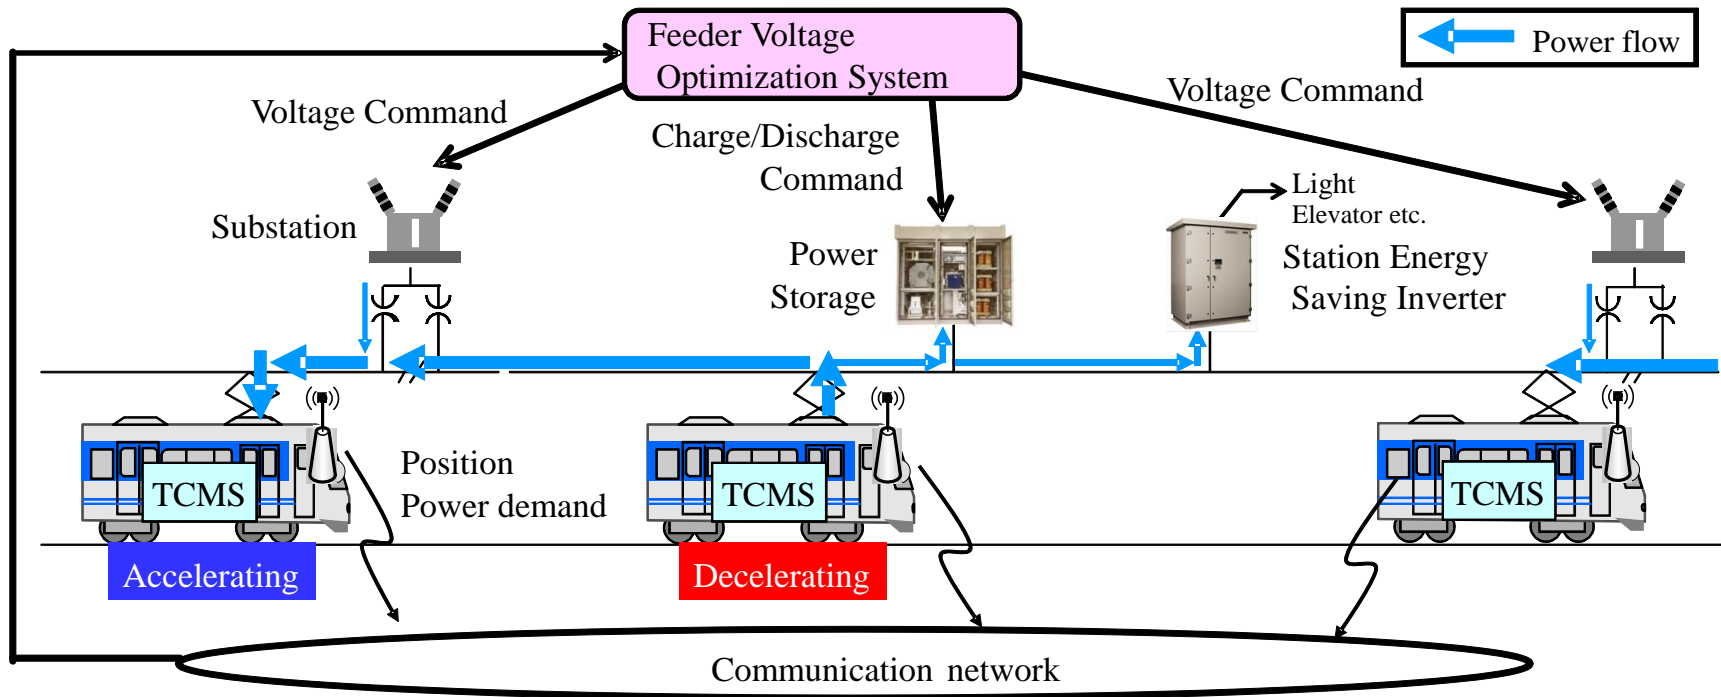 Feeder Voltage
Optimization System
Power flow
Voltage Command
Voltage Command
Charge/Discharge
Command
Light
Elevator etc.
Substation
Power
Storage
Station Energy
Saving Inverter
Position
Power demand
TCMS
TCMS
TCMS
Accelerating
Decelerating
Communication network